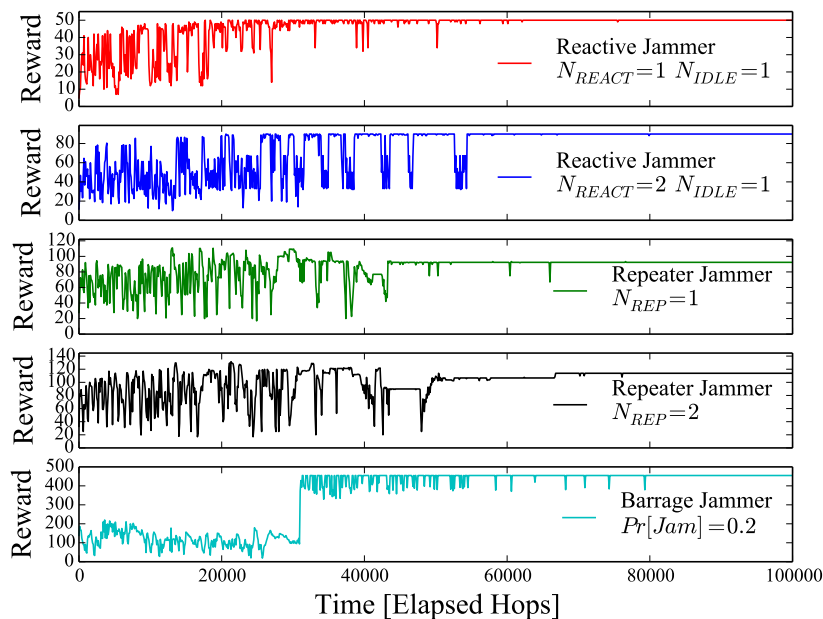 50
40
30
20
10
0
Reward
Reactive Jammer
N_REACT=1 N_IDLE=1
80
60
40
20
0
Reward
Reactive Jammer
N_REACT=2 N_IDLE=1
120
100
80
60
40
20
0
Reward
Repeater Jammer
N_REP=1
140
120
100
80
60
40
20
0
Reward
Repeater Jammer
N_REP=2
500
400
300
200
100
0
Reward
Barrage Jammer
Pr[Jam]=0.2
0 20000 40000 60000 80000 100000
Time [Elapsed Hops]